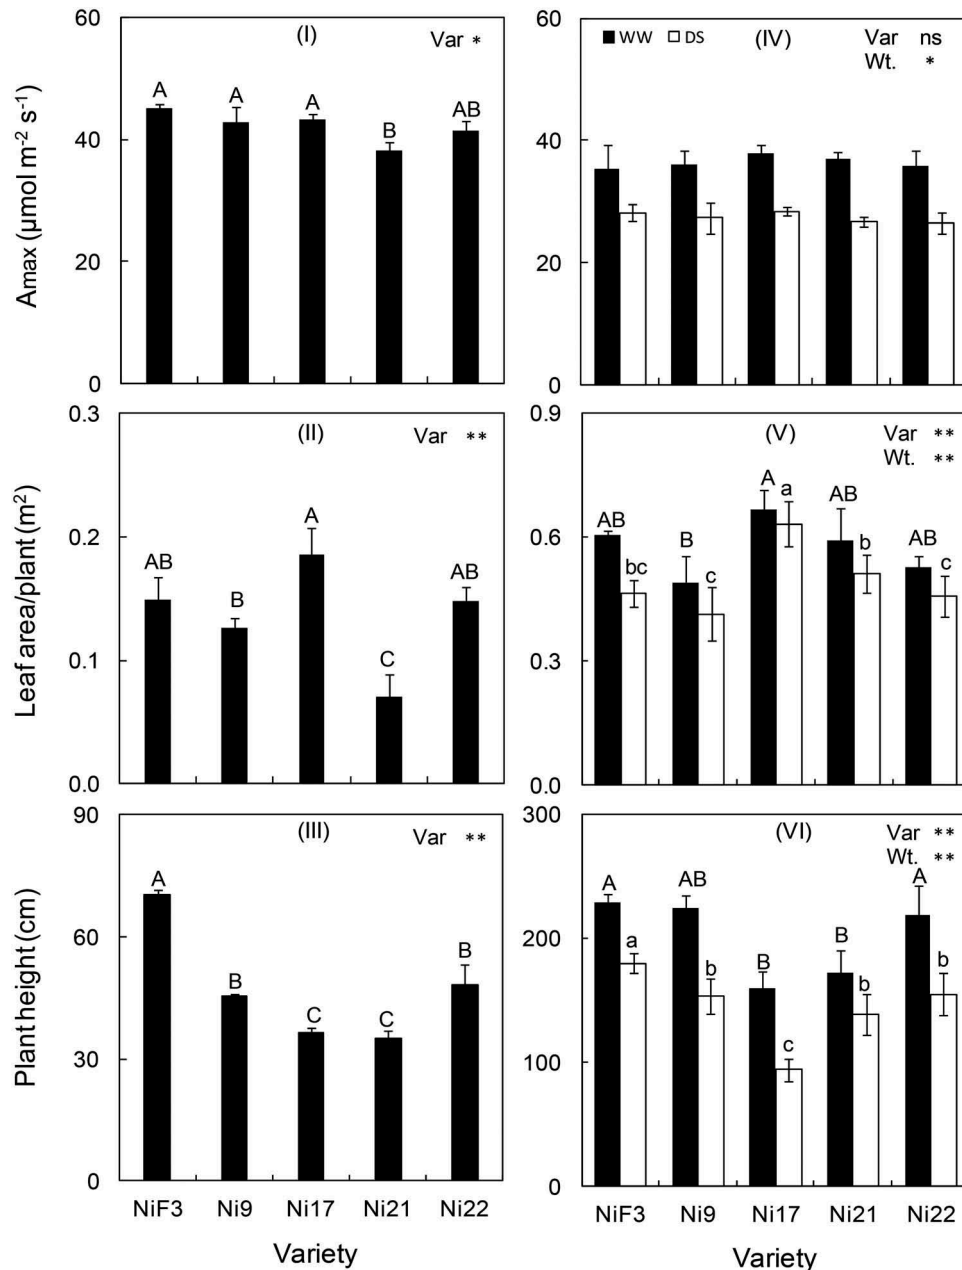 60
(I)
Var *
A
A
A
B
AB
40
20
0
Amax (µmol m-2 s-1)
60
WW DS
(IV)
Var ns
Wt. *
40
20
0
0.3
(II)
Var **
AB
B
A
C
AB
0.2
0.1
0.0
Leaf area/plant (m2)
0.9
(V)
Var **
Wt. **
AB
bc
B
c
A
a
AB
b
AB
c
0.6
0.3
0.0
90
(III)
Var **
A
B
C
C
B
60
30
0
Plant height (cm)
NiF3 Ni9 Ni17 Ni21 Ni22
Variety
300
(VI)
Var **
Wt. **
A
a
AB
b
B
c
B
b
A
b
200
100
0
NiF3 Ni9 Ni17 Ni21 Ni22
Variety